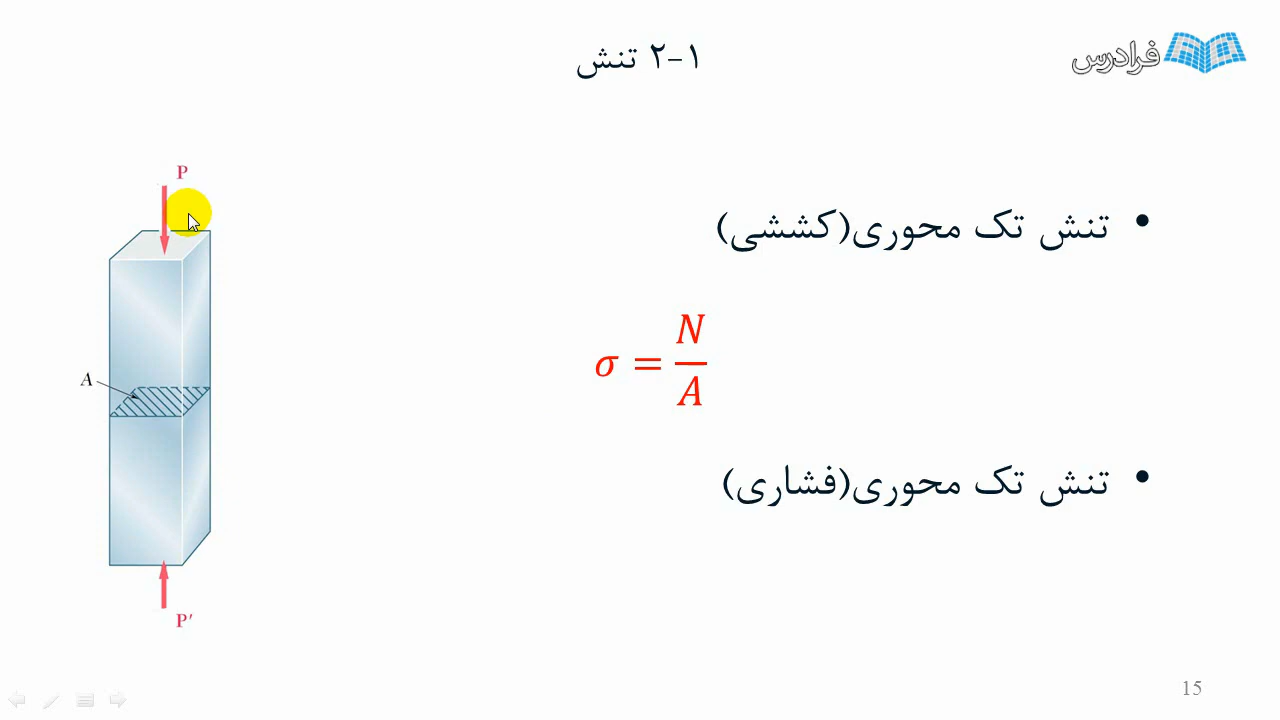 ۲-۱ تنش
فرادرس
• تنش تک محوری(کششی)
σ = N/A
• تنش تک محوری(فشاری)
P
A
P′
15